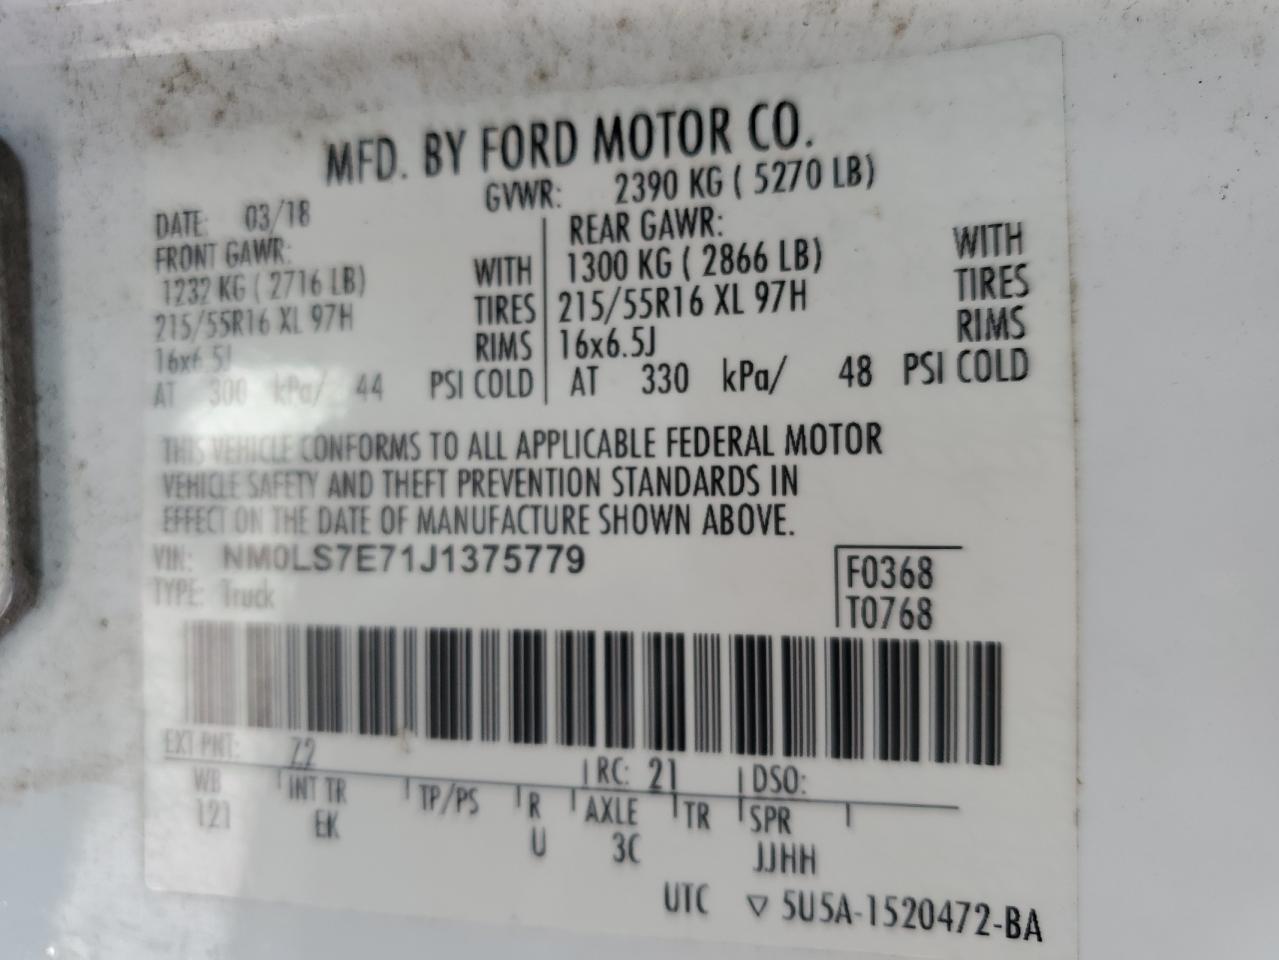 MFD. BY FORD MOTOR CO.
DATE: 03/18 GVWR: 2390 KG ( 5270 LB)
FRONT GAWR: REAR GAWR:
1232 KG ( 2716 LB) WITH 1300 KG ( 2866 LB) WITH
215/55R16 XL 97H TIRES 215/55R16 XL 97H TIRES
16x6.5J RIMS 16x6.5J RIMS
AT 300 kPa/ 44 PSI COLD AT 330 kPa/ 48 PSI COLD
THIS VEHICLE CONFORMS TO ALL APPLICABLE FEDERAL MOTOR
VEHICLE SAFETY AND THEFT PREVENTION STANDARDS IN
EFFECT ON THE DATE OF MANUFACTURE SHOWN ABOVE.
VIN: NM0LS7E71J1375779 F0368
TYPE: Truck T0768
EXT PNT: Z2 RC: 21 DSO:
WB INT TR TP/PS R AXLE TR SPR
121 EK U 3C JJHH
UTC ▽ 5U5A-1520472-BA